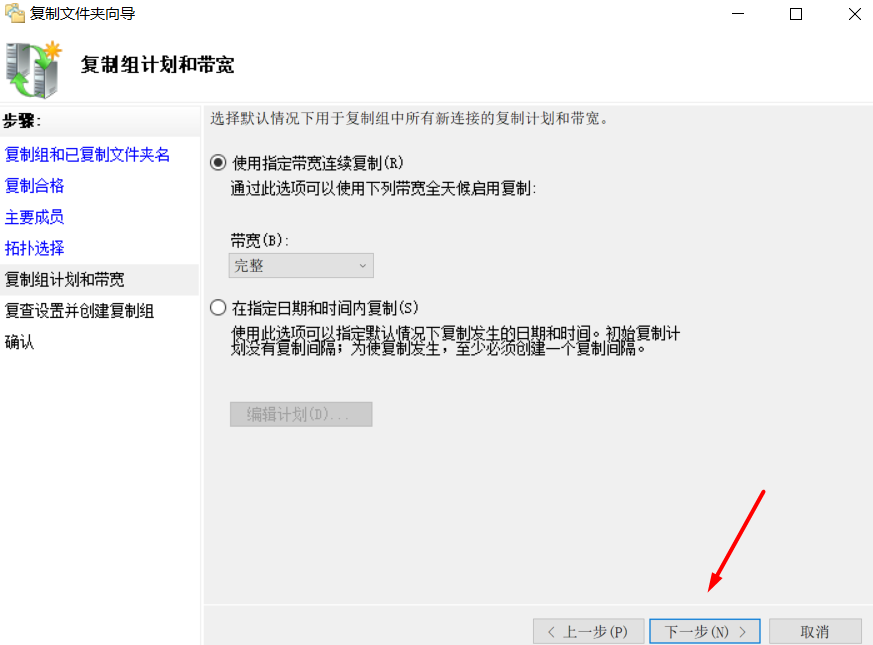 复制文件夹向导
复制组计划和带宽
步骤:
复制组和已复制文件夹名
复制合格
主要成员
拓扑选择
复制组计划和带宽
复查设置并创建复制组
确认
选择默认情况下用于复制组中所有新连接的复制计划和带宽。
使用指定带宽连续复制(R)
通过此选项可以使用下列带宽全天候启用复制:
带宽(B):
完整
在指定日期和时间内复制(S)
使用此选项可以指定默认情况下复制发生的日期和时间。初始复制计
划没有复制间隔；为使复制发生，至少必须创建一个复制间隔。
编辑计划(D)...
< 上一步(P)
下一步(N) >
取消